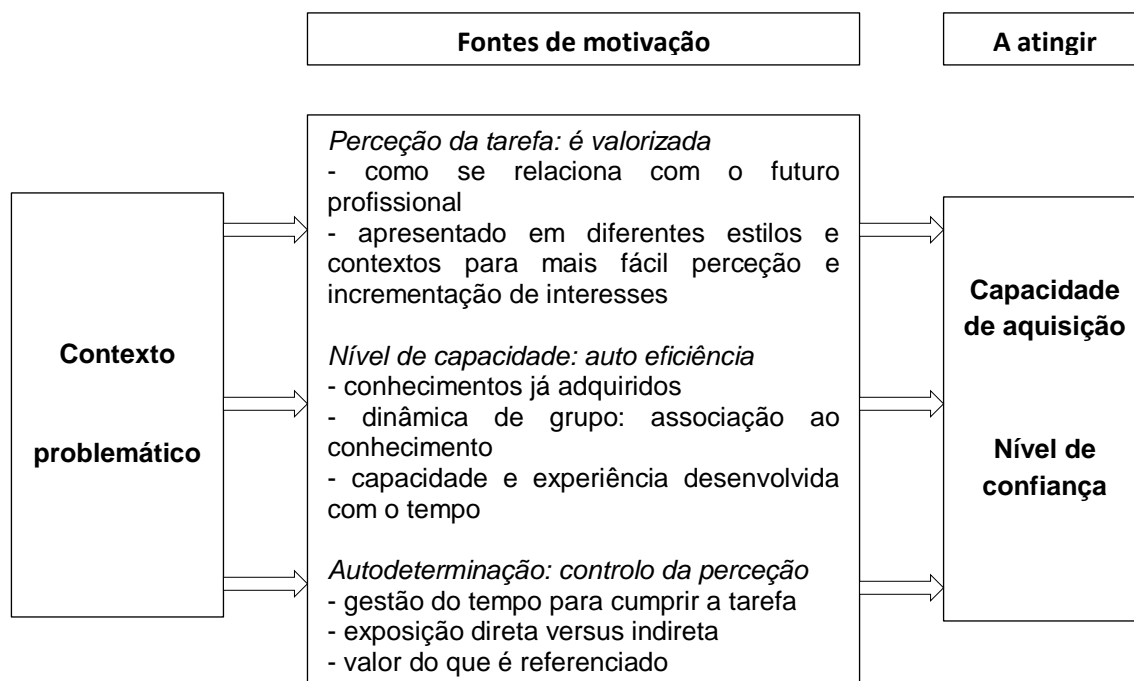 Fontes de motivação
A atingir
Contexto
problemático
Perceção da tarefa: é valorizada
- como se relaciona com o futuro
profissional
- apresentado em diferentes estilos e
contextos para mais fácil perceção e
incrementação de interesses
Nível de capacidade: auto eficiência
- conhecimentos já adquiridos
- dinâmica de grupo: associação ao
conhecimento
- capacidade e experiência desenvolvida
com o tempo
Autodeterminação: controlo da perceção
- gestão do tempo para cumprir a tarefa
- exposição direta versus indireta
- valor do que é referenciado
Capacidade
de aquisição
Nível de
confiança